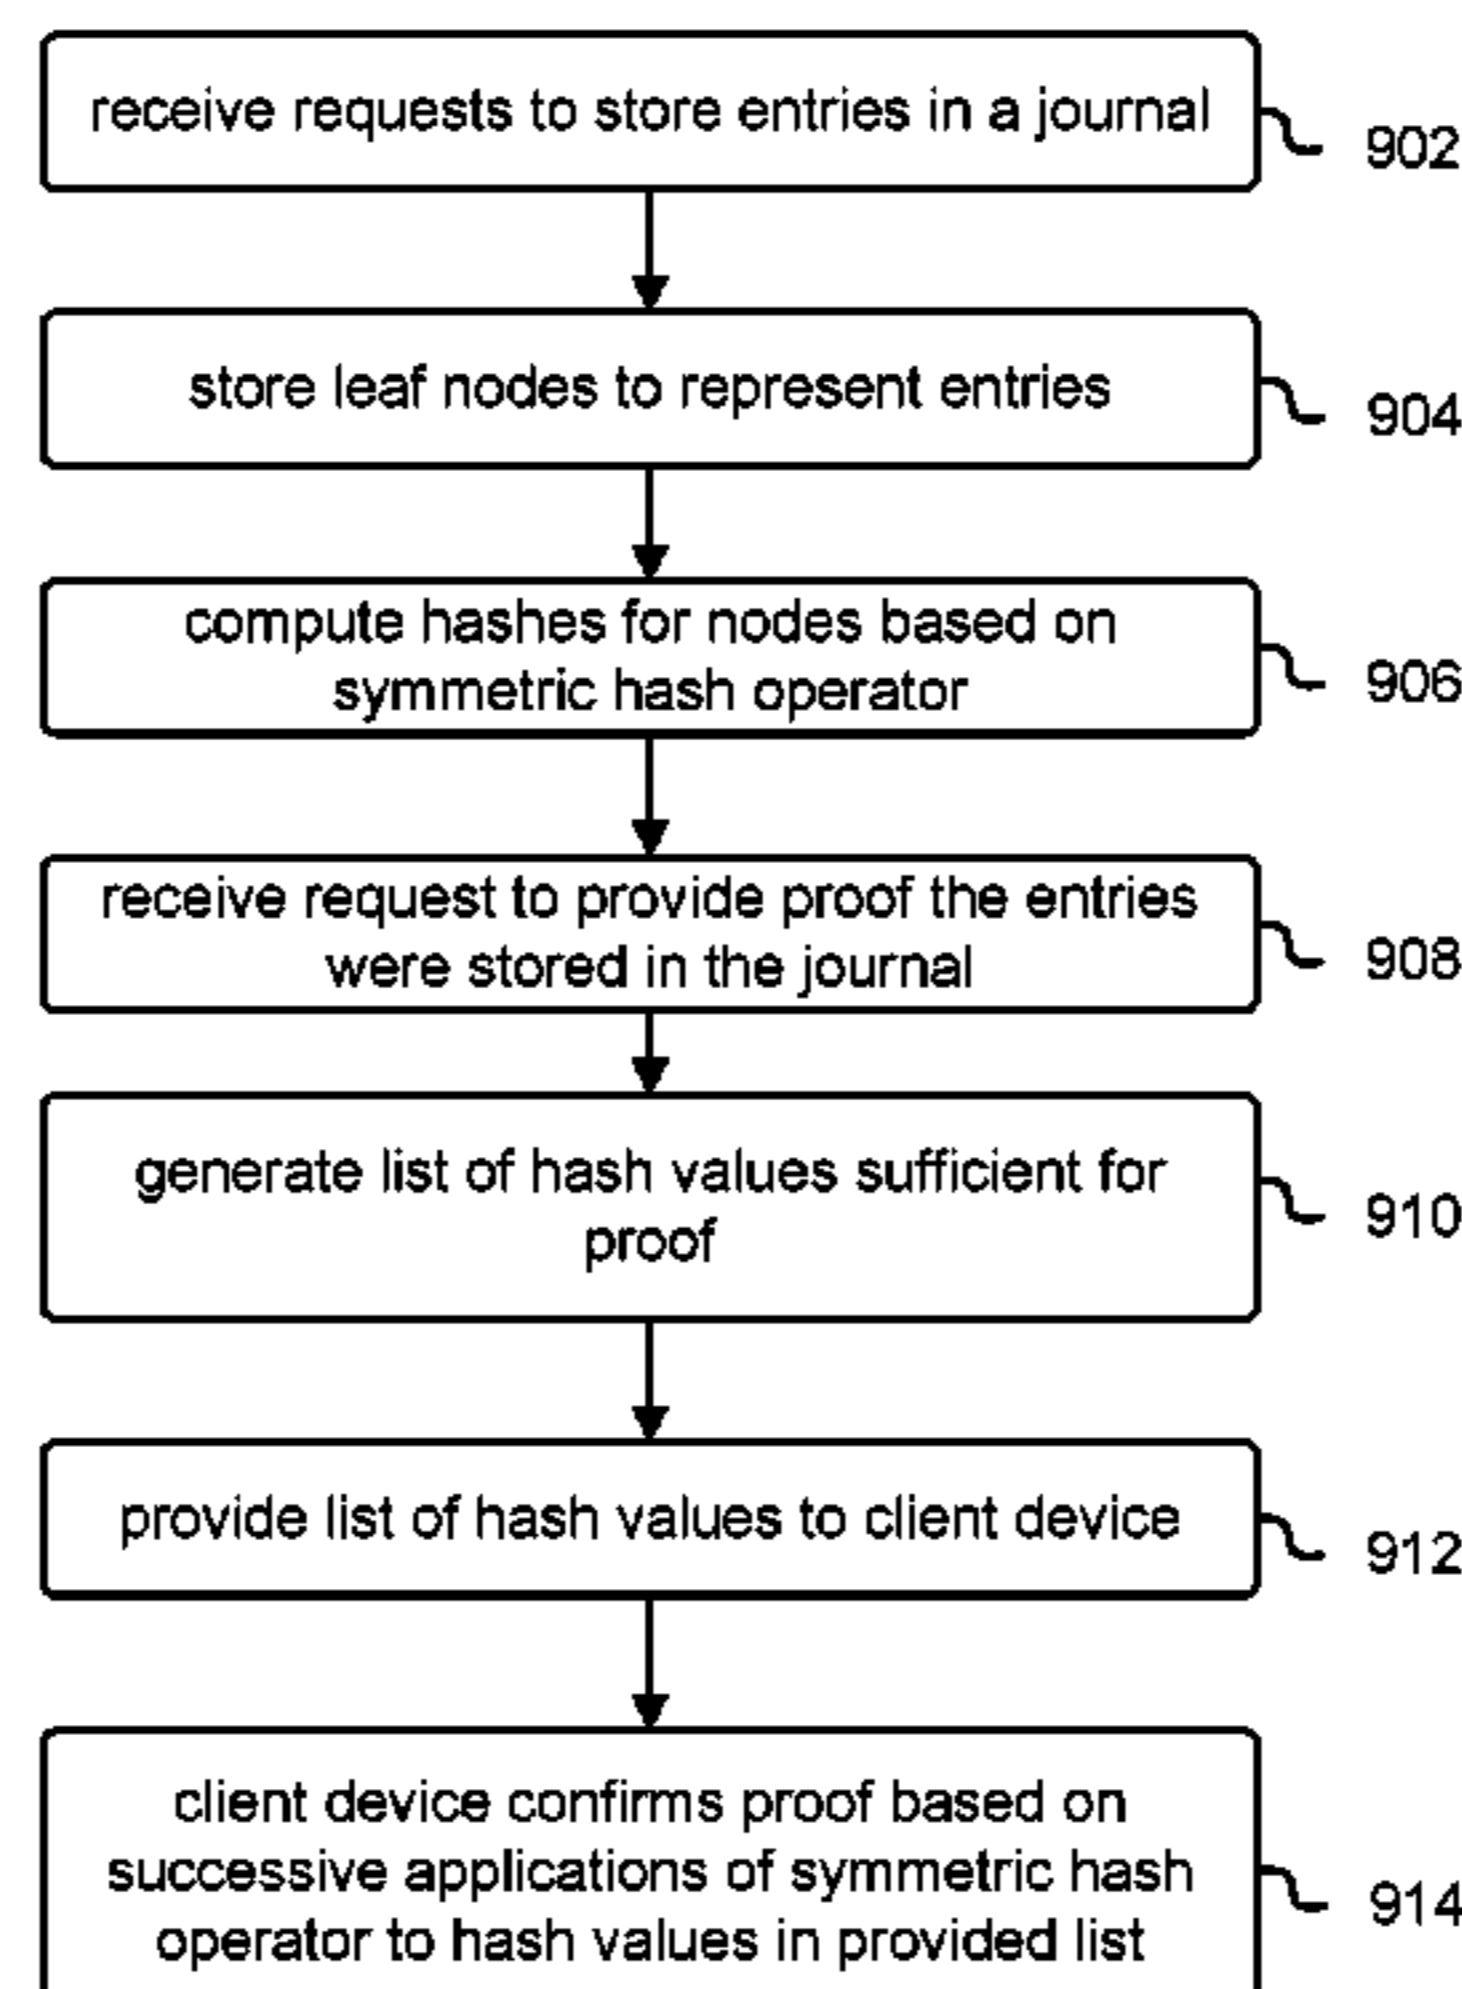 receive requests to store entries in a journal
902
store leaf nodes to represent entries
904
compute hashes for nodes based on
symmetric hash operator
906
receive request to provide proof the entries
were stored in the journal
908
generate list of hash values sufficient for
proof
910
provide list of hash values to client device
912
client device confirms proof based on
successive applications of symmetric hash
operator to hash values in provided list
914